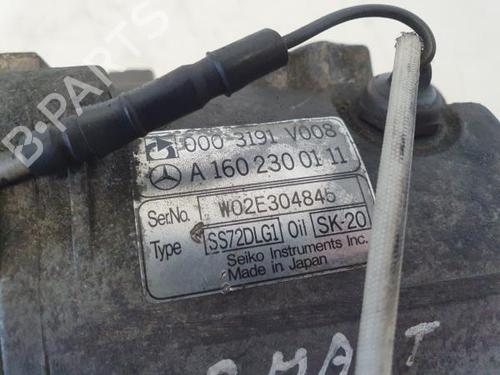 B-PARTS
000 3191 V008
A 160 230 01 11
Ser.No. W02E304845
Type SS72DLG1 Oil SK-20
Seiko Instruments Inc.
Made in Japan